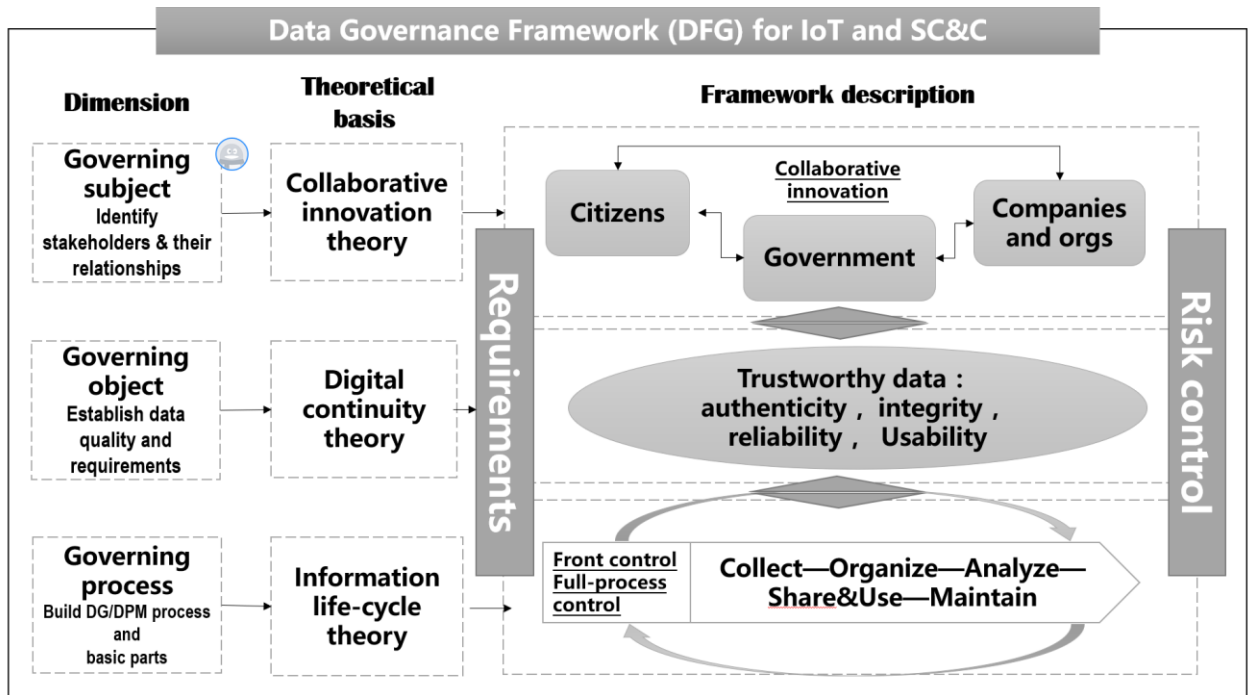 Data Governance Framework (DFG) for IoT and SC&C
Dimension
Theoretical
basis
Framework description
Governing
subject
Identify
stakeholders & their
relationships
Collaborative
innovation
theory
Citizens
Collaborative
innovation
Government
Companies
and orgs
Requirements
Risk control
Governing
object
Establish data
quality and
requirements
Digital
continuity
theory
Trustworthy data :
authenticity , integrity ,
reliability , Usability
Governing
process
Build DG/DPM process
and
basic parts
Information
life-cycle
theory
Front control
Full-process
control
Collect—Organize—Analyze—
Share&Use—Maintain